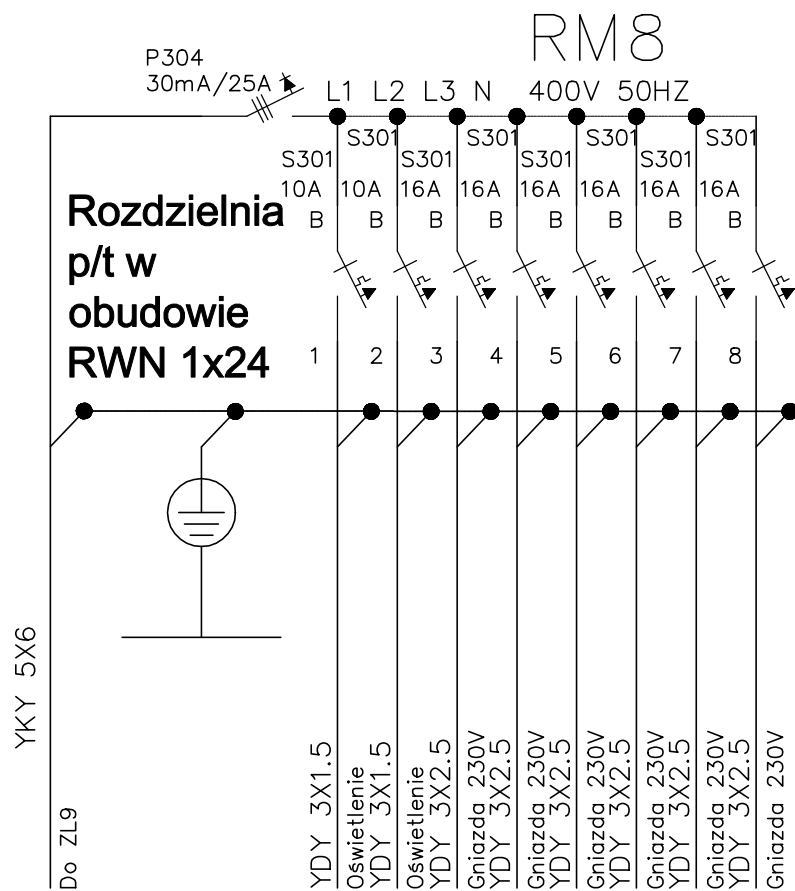 RM8
P304
30mA/25A
L1 L2 L3 N 400V 50HZ
S301 S301 S301 S301
S301 S301 S301 S301
10A 10A 16A 16A 16A 16A 16A 16A
B B B B B B B B
Rozdzielnia
p/t w
obudowie
RWN 1x24
1 2 3 4 5 6 7 8
YKY 5X6
Do ZL9
YDY 3X1.5
Oświetlenie
YDY 3X1.5
Oświetlenie
YDY 3X2.5
Gniazda 230V
YDY 3X2.5
Gniazda 230V
YDY 3X2.5
Gniazda 230V
YDY 3X2.5
Gniazda 230V
YDY 3X2.5
Gniazda 230V
YDY 3X2.5
Gniazda 230V